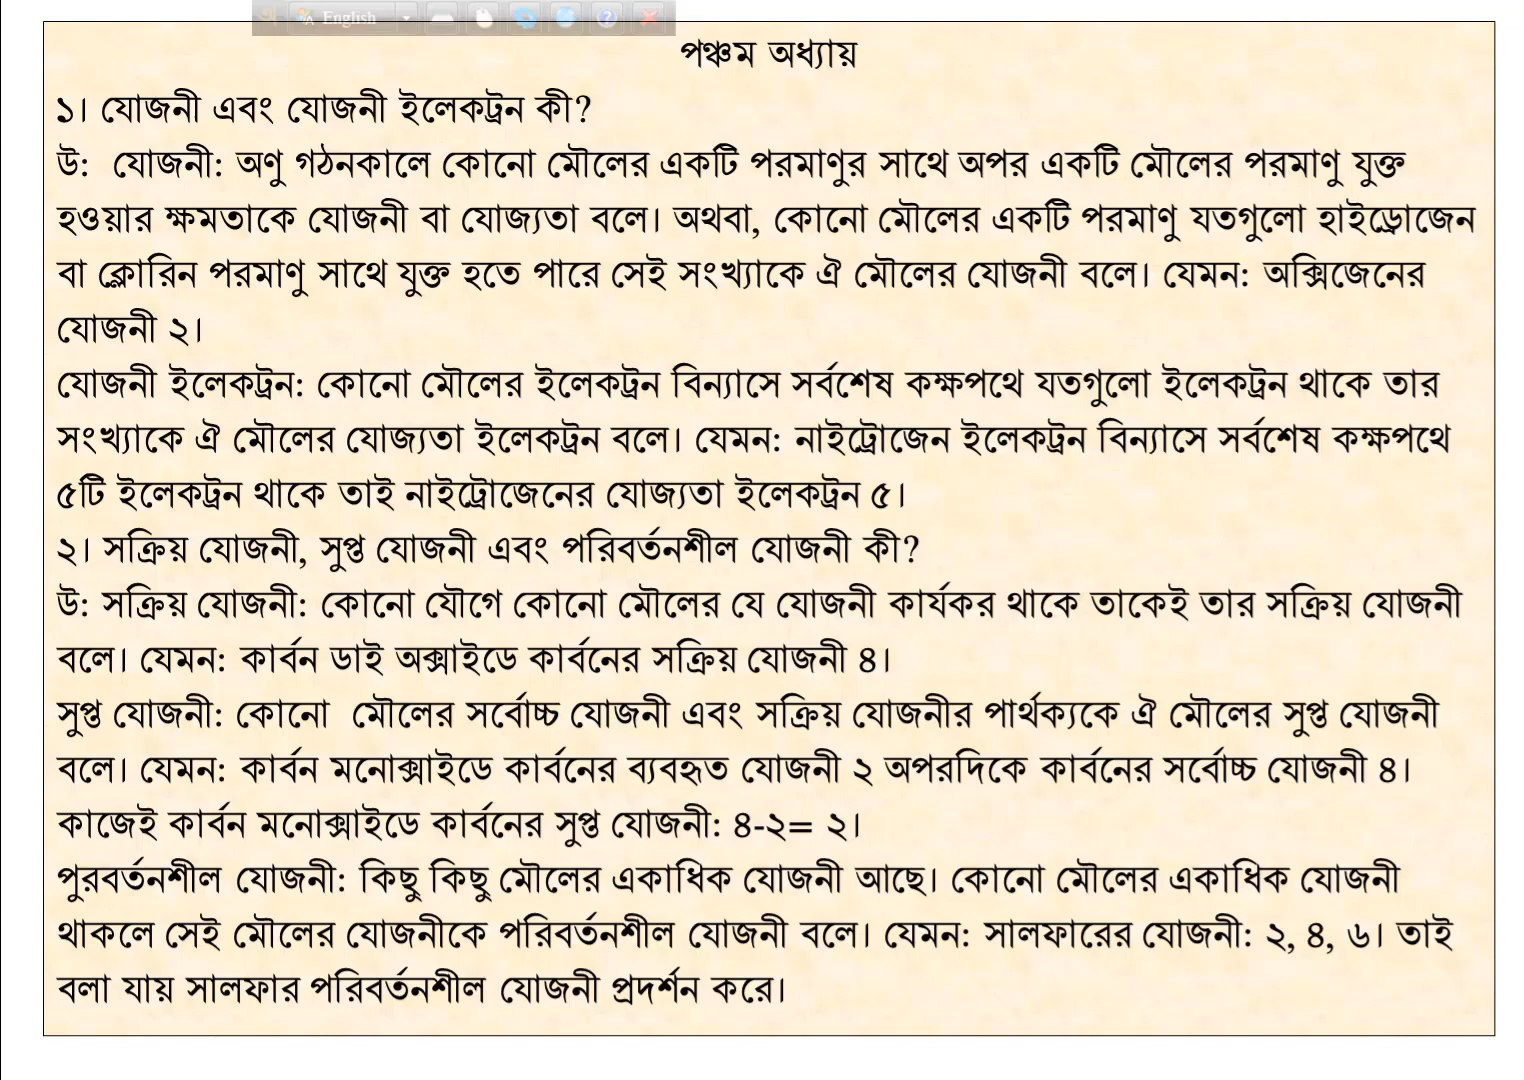 English
পঞ্চম অধ্যায়
১। যোজনী এবং যোজনী ইলেকট্রন কী?
উ: যোজনী: অণু গঠনকালে কোনো মৌলের একটি পরমাণুর সাথে অপর একটি মৌলের পরমাণু যুক্ত
হওয়ার ক্ষমতাকে যোজনী বা যোজ্যতা বলে। অথবা, কোনো মৌলের একটি পরমাণু যতগুলো হাইড্রোজেন
বা ক্লোরিন পরমাণু সাথে যুক্ত হতে পারে সেই সংখ্যাকে ঐ মৌলের যোজনী বলে। যেমন: অক্সিজেনের
যোজনী ২।
যোজনী ইলেকট্রন: কোনো মৌলের ইলেকট্রন বিন্যাসে সর্বশেষ কক্ষপথে যতগুলো ইলেকট্রন থাকে তার
সংখ্যাকে ঐ মৌলের যোজ্যতা ইলেকট্রন বলে। যেমন: নাইট্রোজেন ইলেকট্রন বিন্যাসে সর্বশেষ কক্ষপথে
৫টি ইলেকট্রন থাকে তাই নাইট্রোজেনের যোজ্যতা ইলেকট্রন ৫।
২। সক্রিয় যোজনী, সুপ্ত যোজনী এবং পরিবর্তনশীল যোজনী কী?
উ: সক্রিয় যোজনী: কোনো যৌগে কোনো মৌলের যে যোজনী কার্যকর থাকে তাকেই তার সক্রিয় যোজনী
বলে। যেমন: কার্বন ডাই অক্সাইডে কার্বনের সক্রিয় যোজনী ৪।
সুপ্ত যোজনী: কোনো মৌলের সর্বোচ্চ যোজনী এবং সক্রিয় যোজনীর পার্থক্যকে ঐ মৌলের সুপ্ত যোজনী
বলে। যেমন: কার্বন মনোক্সাইডে কার্বনের ব্যবহৃত যোজনী ২ অপরদিকে কার্বনের সর্বোচ্চ যোজনী ৪।
কাজেই কার্বন মনোক্সাইডে কার্বনের সুপ্ত যোজনী: ৪-২= ২।
পুরবর্তনশীল যোজনী: কিছু কিছু মৌলের একাধিক যোজনী আছে। কোনো মৌলের একাধিক যোজনী
থাকলে সেই মৌলের যোজনীকে পরিবর্তনশীল যোজনী বলে। যেমন: সালফারের যোজনী: ২, ৪, ৬। তাই
বলা যায় সালফার পরিবর্তনশীল যোজনী প্রদর্শন করে।